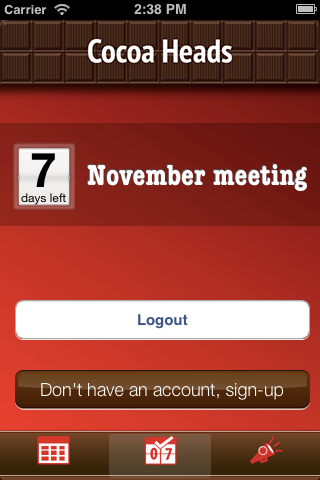 Carrier 2:38 PM
Cocoa Heads
7
days left
November meeting
Logout
Don't have an account, sign-up
07